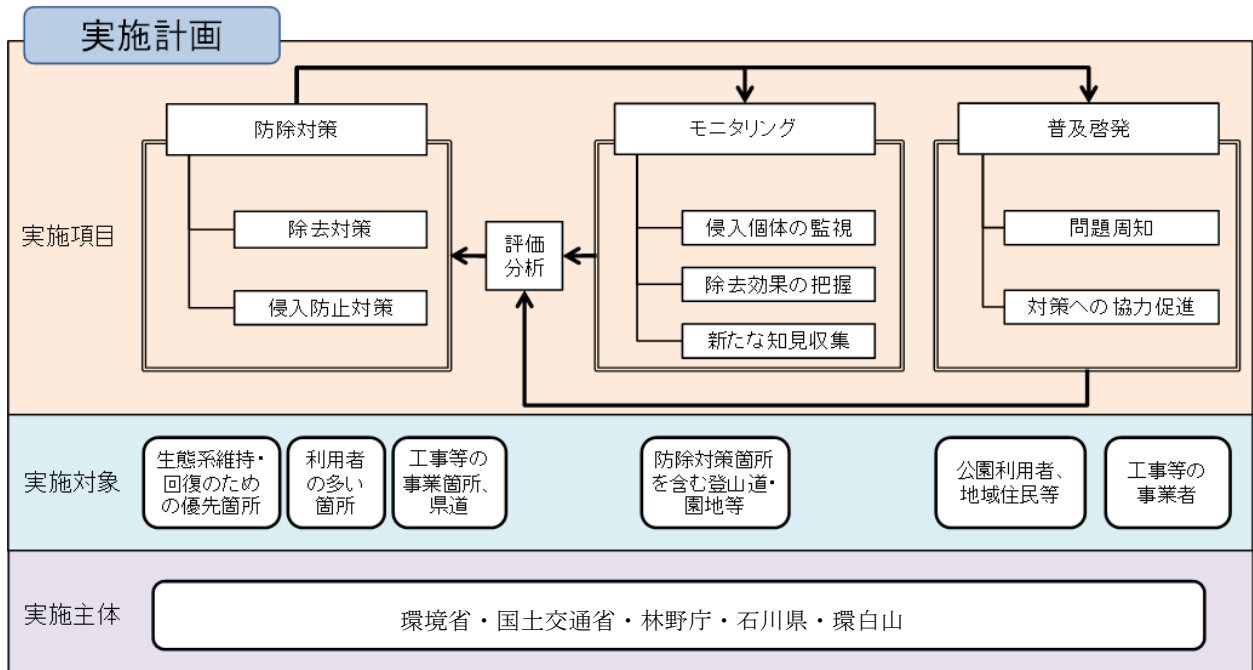 実施計画
実施項目
防除対策
除去対策
侵入防止対策
評価
分析
モニタリング
侵入個体の監視
除去効果の把握
新たな知見収集
普及啓発
問題周知
対策への協力促進
実施対象
生態系維持・
回復のため
の優先箇所
利用者
の多い
箇所
工事等の
事業箇所、
県道
防除対策箇所
を含む登山道・
園地等
公園利用者、
地域住民等
工事等の
事業者
実施主体
環境省・国土交通省・林野庁・石川県・環白山